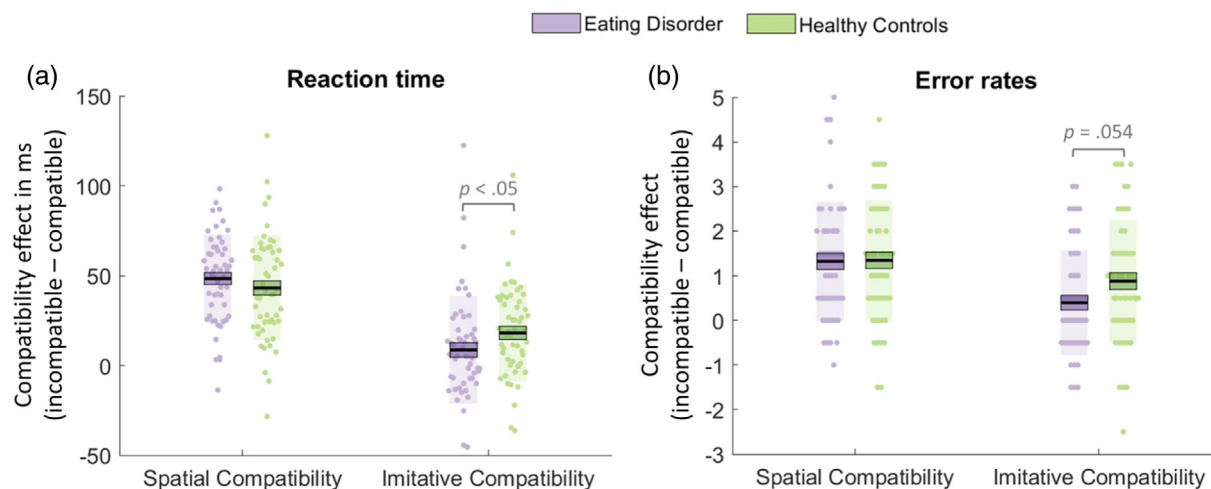 Eating Disorder
Healthy Controls
(a)
Reaction time
Compatibility effect in ms
(incompatible – compatible)
150
100
50
0
-50
p < .05
Spatial Compatibility
Imitative Compatibility
(b)
Error rates
Compatibility effect
(incompatible – compatible)
5
4
3
2
1
0
-1
-2
-3
p = .054
Spatial Compatibility
Imitative Compatibility